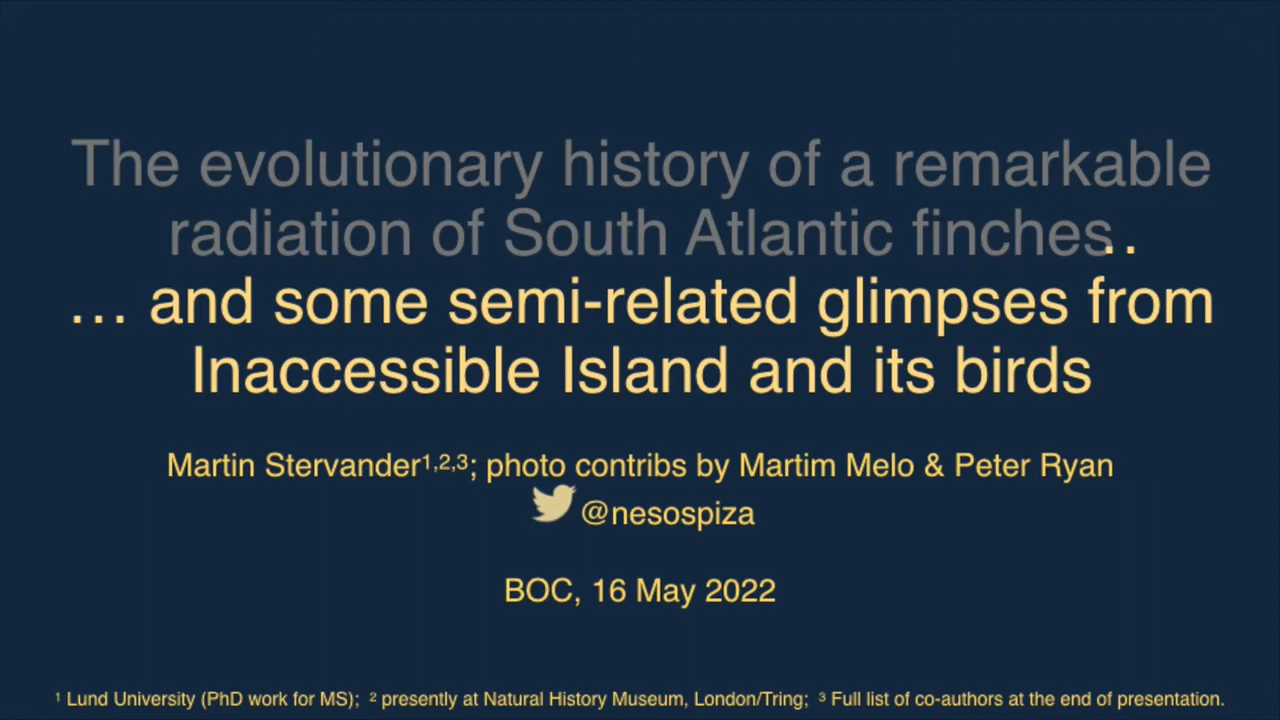 The evolutionary history of a remarkable
radiation of South Atlantic finches..
… and some semi-related glimpses from
Inaccessible Island and its birds
Martin Stervander¹,²,³; photo contribs by Martim Melo & Peter Ryan
@nesospiza
BOC, 16 May 2022
¹ Lund University (PhD work for MS); ² presently at Natural History Museum, London/Tring; ³ Full list of co-authors at the end of presentation.